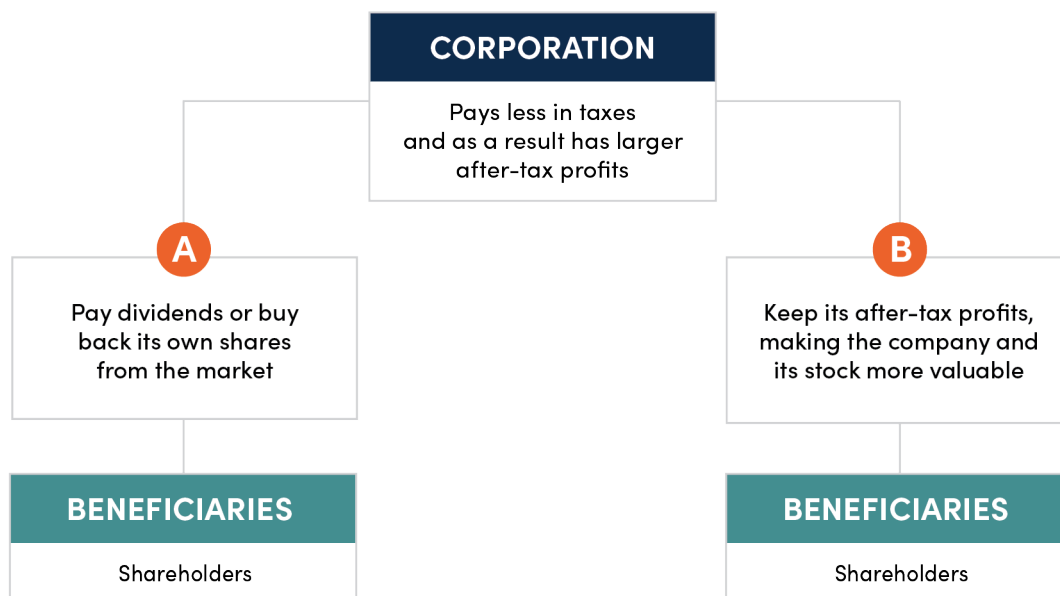 CORPORATION
Pays less in taxes
and as a result has larger
after-tax profits
A
Pay dividends or buy
back its own shares
from the market
BENEFICIARIES
Shareholders
B
Keep its after-tax profits,
making the company and
its stock more valuable
BENEFICIARIES
Shareholders